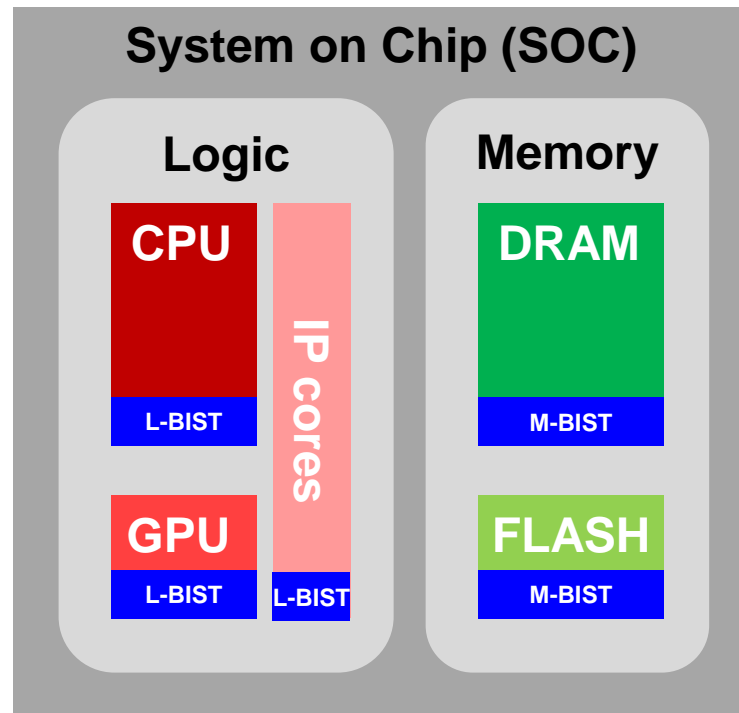 System on Chip (SOC)
Logic
CPU
L-BIST
IP cores
L-BIST
GPU
L-BIST
Memory
DRAM
M-BIST
FLASH
M-BIST